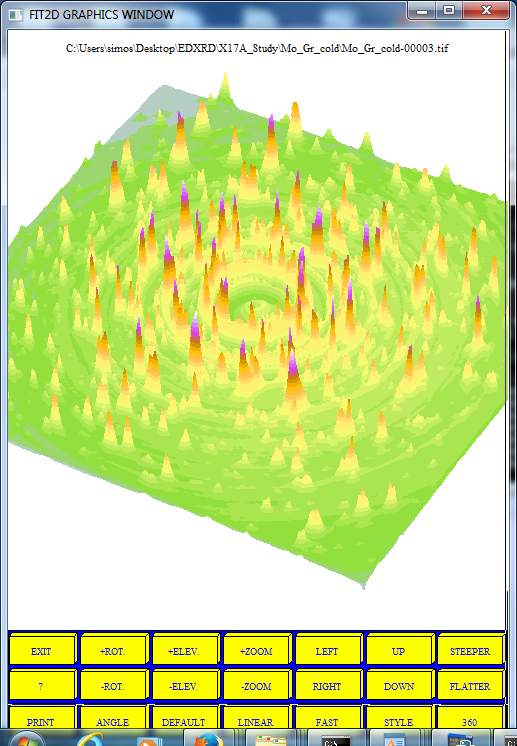 FIT2D GRAPHICS WINDOW
C:\Users\simos\Desktop\EDXRD\X17A_Study\Mo_Gr_cold\Mo_Gr_cold-00003.tif
EXIT +ROT. +ELEV. +ZOOM LEFT UP STEEPER
? -ROT. -ELEV. -ZOOM RIGHT DOWN FLATTER
PRINT ANGLE DEFAULT LINEAR FAST STYLE 360